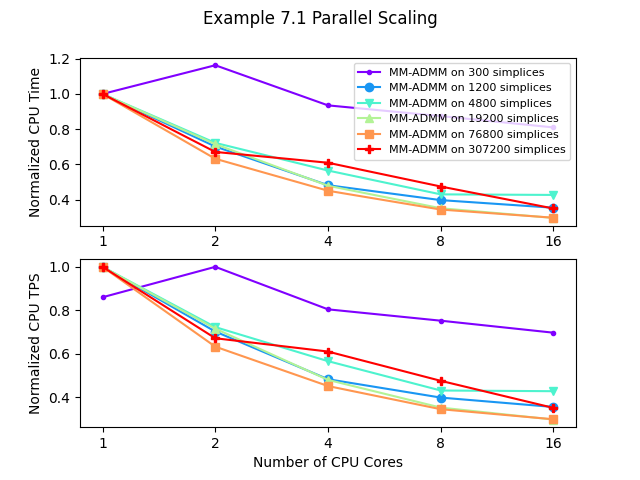 Example 7.1 Parallel Scaling
Normalized CPU Time
1.2
1.0
0.8
0.6
0.4
MM-ADMM on 300 simplices
MM-ADMM on 1200 simplices
MM-ADMM on 4800 simplices
MM-ADMM on 19200 simplices
MM-ADMM on 76800 simplices
MM-ADMM on 307200 simplices
1 2 4 8 16
Normalized CPU TPS
1.0
0.8
0.6
0.4
1 2 4 8 16
Number of CPU Cores